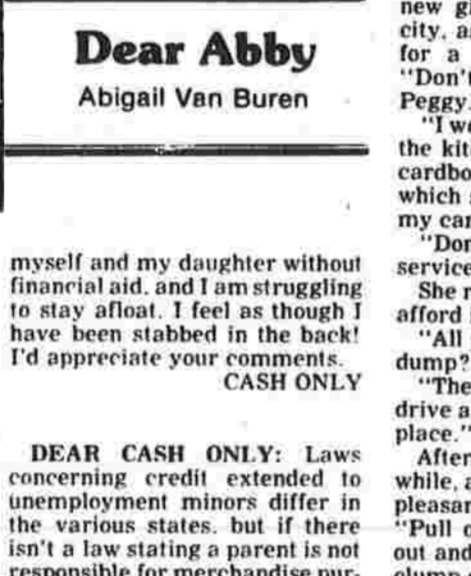 Dear Abby
Abigail Van Buren
myself and my daughter without
financial aid, and I am struggling
to stay afloat. I feel as though I
have been stabbed in the back!
I'd appreciate your comments.
CASH ONLY
DEAR CASH ONLY: Laws
concerning credit extended to
unemployment minors differ in
the various states, but if there
isn't a law stating a parent is not
responsible for merchandise pur-
new
city,
for a
"Don't
Peggy.
"I
the
which
my
"Don
service
She
afford
"All
dump?
"The
drive
place."
After
while,
"Pull
out and